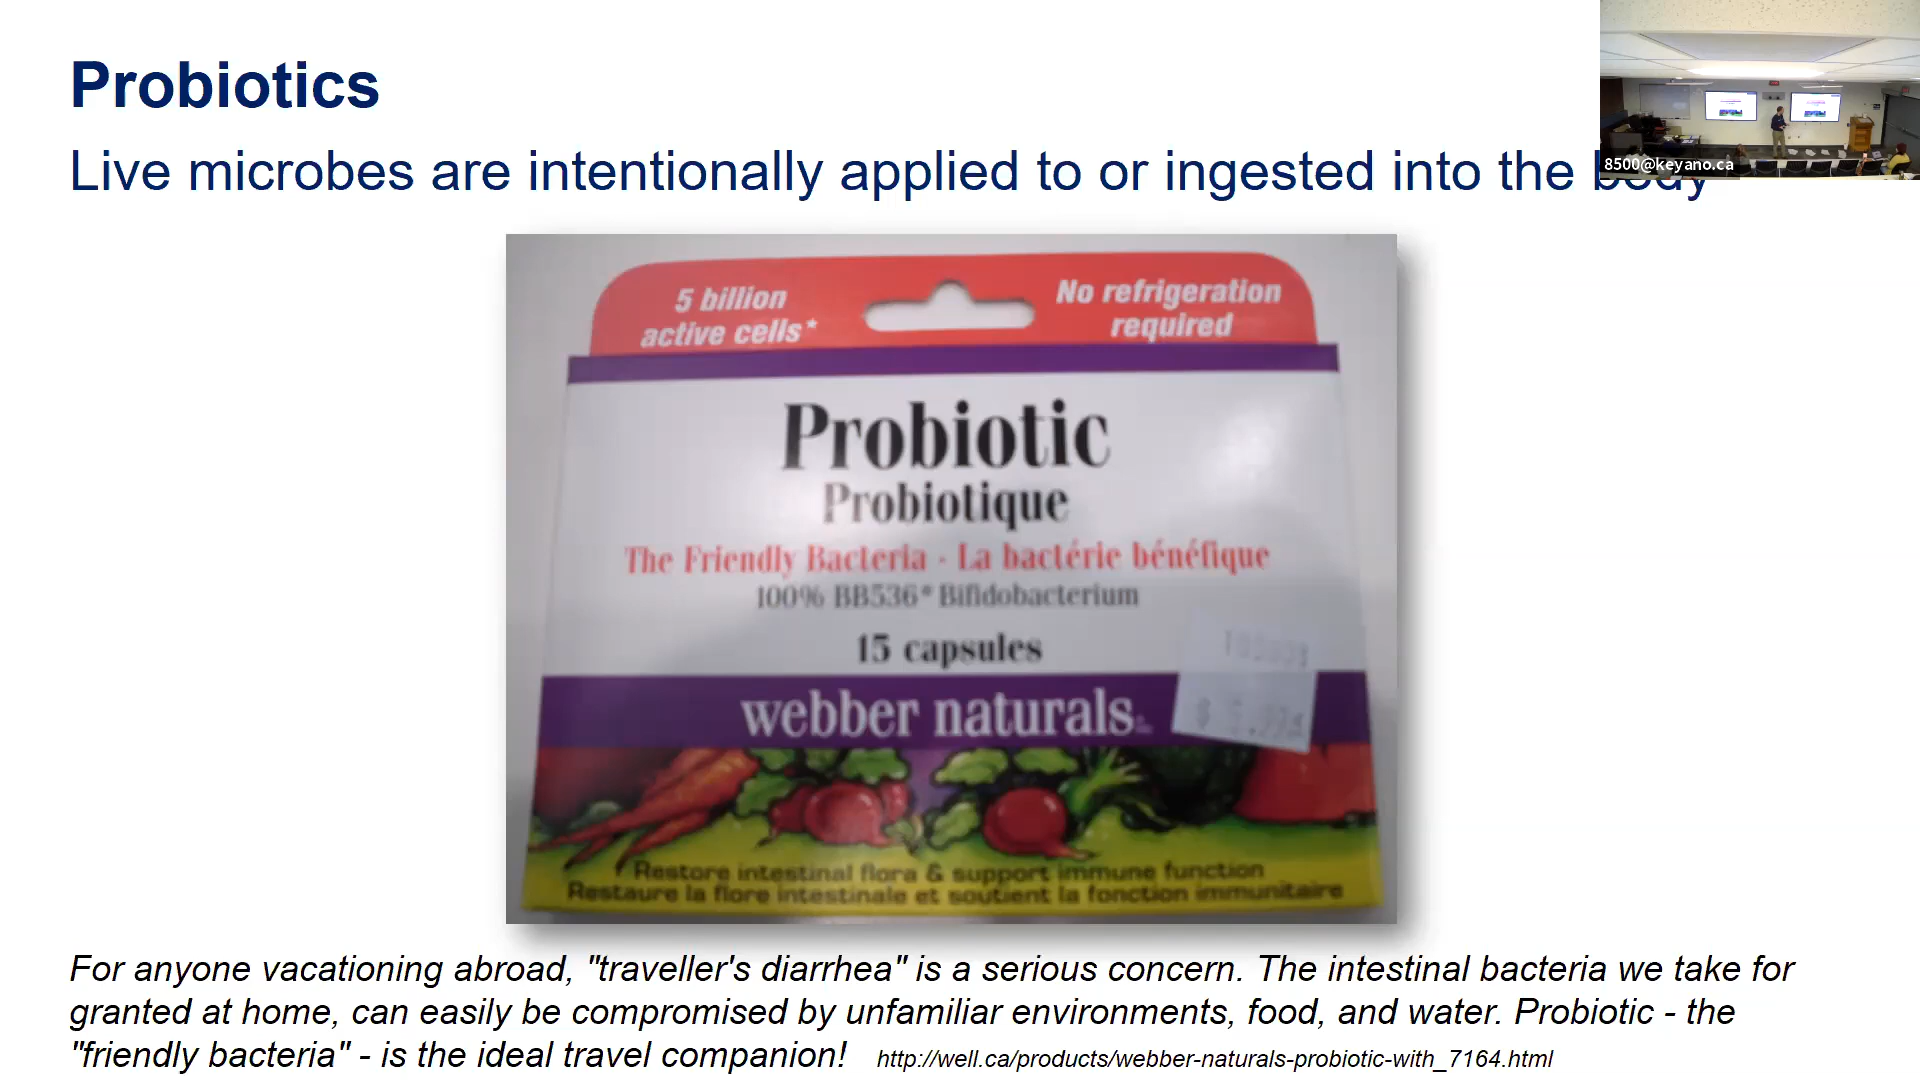 Probiotics
Live microbes are intentionally applied to or ingested into the body
8500@keyano.ca
5 billion
active cells*
No refrigeration
required
Probiotic
Probiotique
The Friendly Bacteria · La bactérie bénéfique
100% BB536® Bifidobacterium
15 capsules
webber naturals
Restore intestinal flora & support immune function
Restaure la flore intestinale et soutient la fonction immunitaire
For anyone vacationing abroad, "traveller's diarrhea" is a serious concern. The intestinal bacteria we take for
granted at home, can easily be compromised by unfamiliar environments, food, and water. Probiotic - the
"friendly bacteria" - is the ideal travel companion! http://well.ca/products/webber-naturals-probiotic-with_7164.html